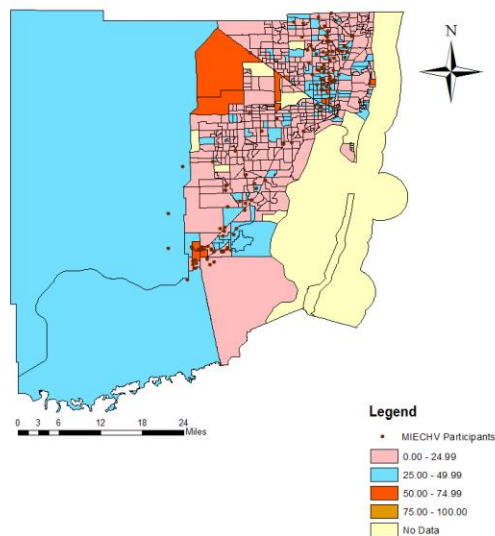 N
0 3 6 12 18 24
Miles
Legend
MIECHV Participants
0.00 - 24.99
25.00 - 49.99
50.00 - 74.99
75.00 - 100.00
No Data